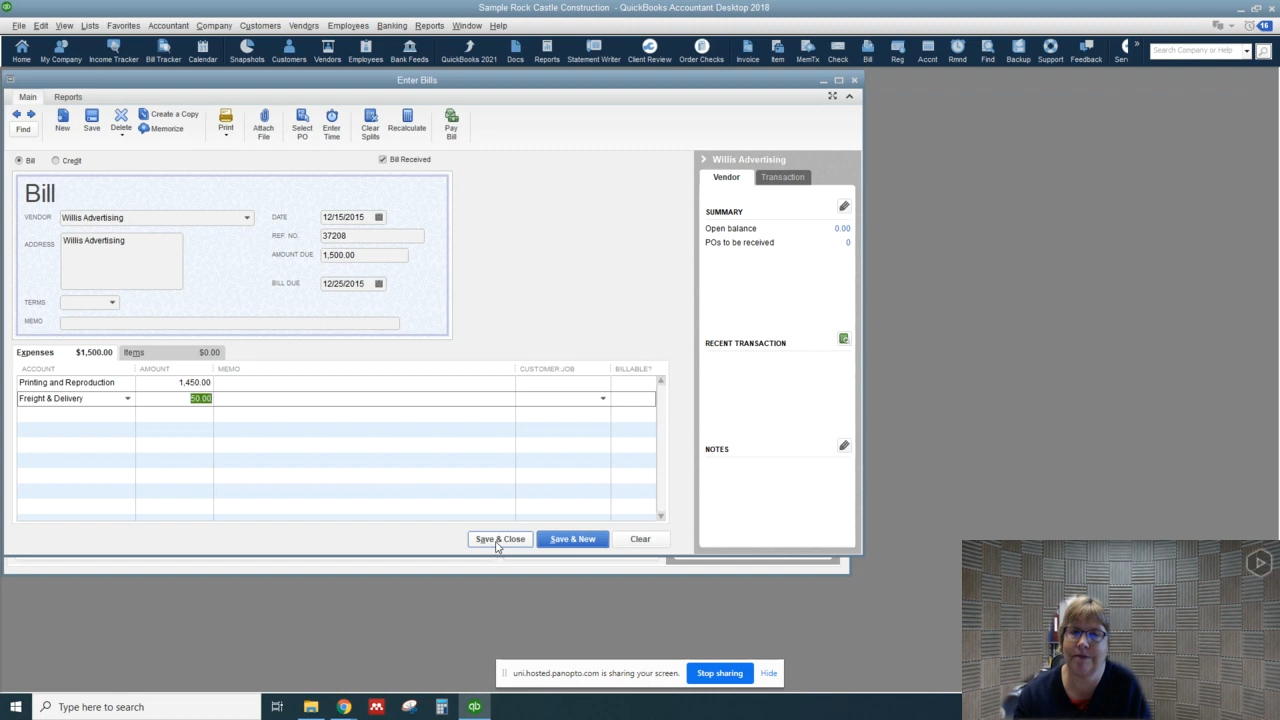 Sample Rock Castle Construction - QuickBooks Accountant Desktop 2018
File Edit View Lists Favorites Accountant Company Customers Vendors Employees Banking Reports Window Help 16
Home My Company Income Tracker Bill Tracker Calendar Snapshots Customers Vendors Employees Bank Feeds QuickBooks 2021 Docs Reports Statement Writer Client Review Order Checks Invoice Item MemTx Check Bill Reg Accnt Rmnd Find Backup Support Feedback Serv » Search Company or Help
Enter Bills
Main Reports
Find New Save Delete Create a Copy Memorize Print Attach File Select PO Enter Time Clear Splits Recalculate Pay Bill
Bill Credit Bill Received
Bill
VENDOR Willis Advertising DATE 12/15/2015
ADDRESS Willis Advertising REF. NO. 37208
AMOUNT DUE 1,500.00
BILL DUE 12/25/2015
TERMS
MEMO
Expenses $1,500.00 Items $0.00
ACCOUNT AMOUNT MEMO CUSTOMER:JOB BILLABLE?
Printing and Reproduction 1,450.00
Freight & Delivery 50.00
Save & Close Save & New Clear
Willis Advertising
Vendor Transaction
SUMMARY
Open balance 0.00
POs to be received 0
RECENT TRANSACTION
NOTES
uni.hosted.panopto.com is sharing your screen. Stop sharing Hide
Type here to search
qb